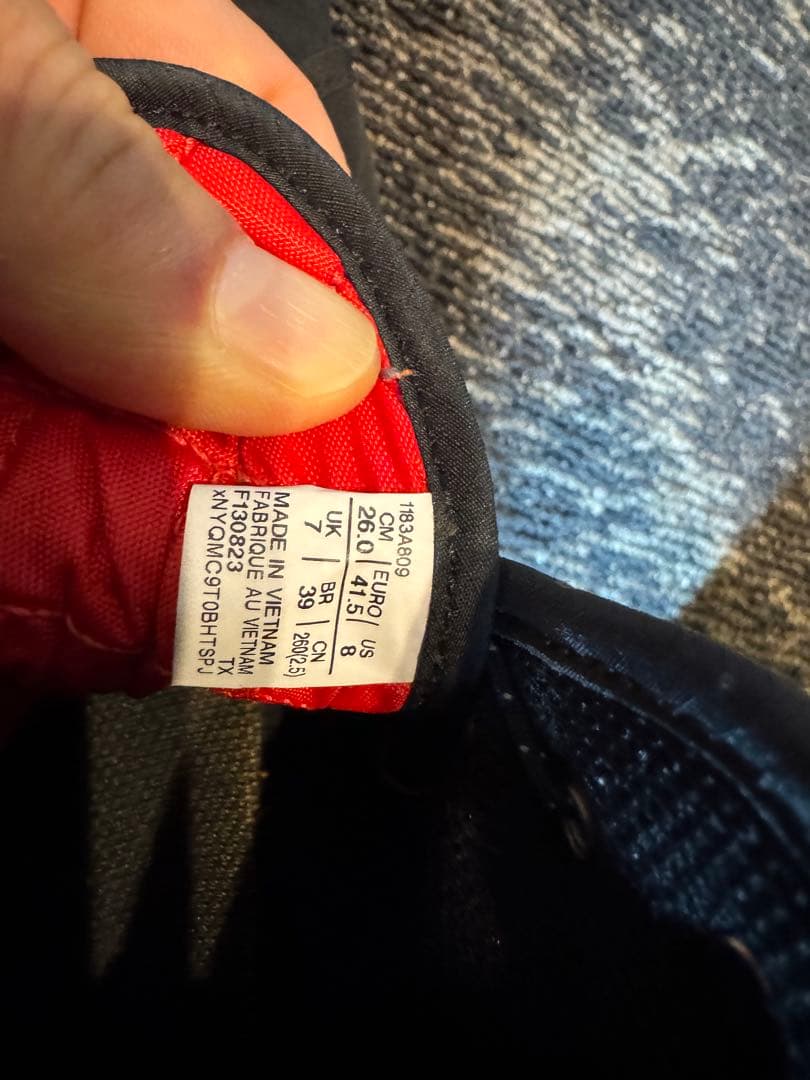 1183A809
CM | EURO | US
26.0 | 41.5 | 8
UK | BR | CN
7 | 39 | 260(2.5)
MADE IN VIETNAM
FABRIQUE AU VIETNAM
F130823 TX
xNYQMC9T0BHTSPJ